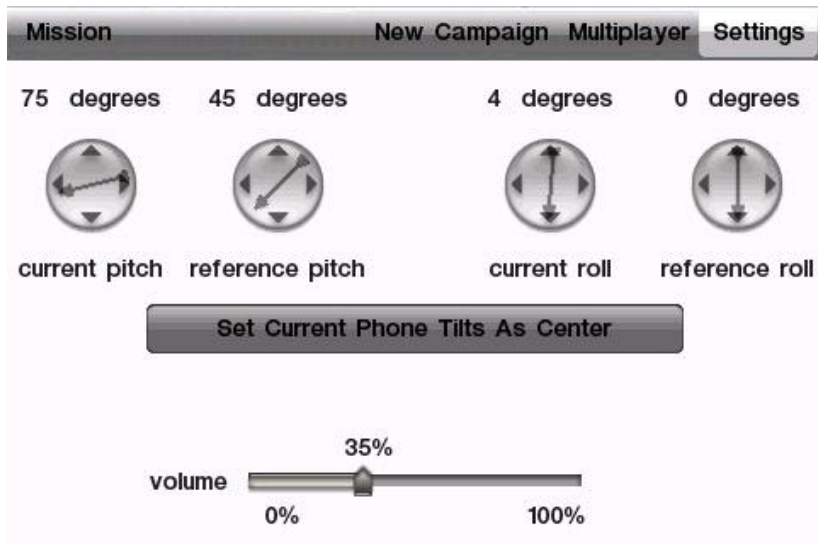 Mission New Campaign Multiplayer Settings
75 degrees 45 degrees 4 degrees 0 degrees
current pitch reference pitch current roll reference roll
Set Current Phone Tilts As Center
35%
volume
0% 100%